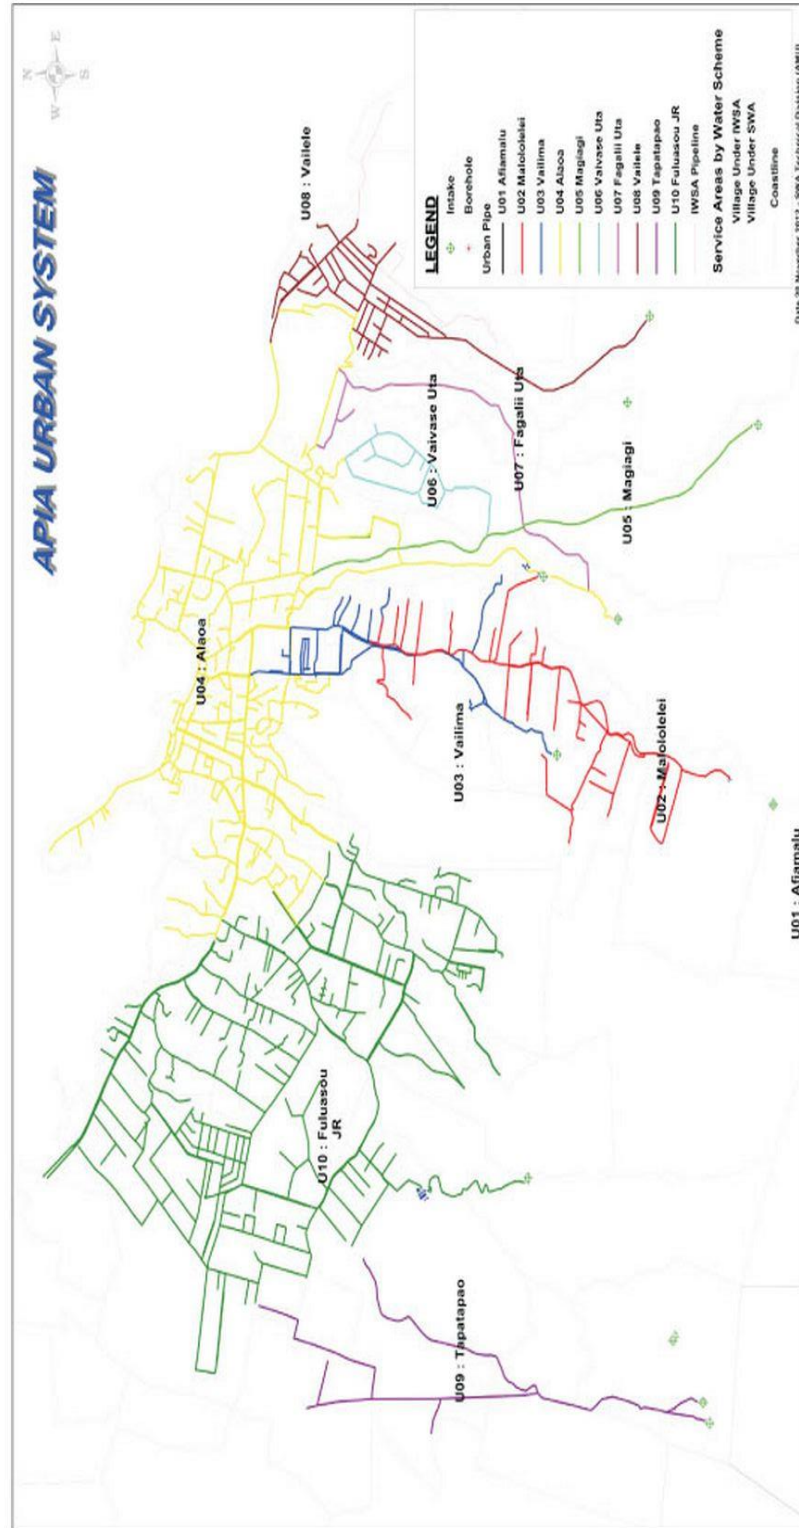 APIA URBAN SYSTEM
N
W E
S
U08 : Vailele
U04 : Alaoa
U06 : Vaivase Uta
U07 : Fagalii Uta
U05 : Magiagi
U03 : Vailima
U02 : Malololelei
U01 : Afiamalu
U10 : Fuluasou
JR
U09 : Tapatapao
LEGEND
Intake
Borehole
Urban Pipe
U01 Afiamalu
U02 Malololelei
U03 Vailima
U04 Alaoa
U05 Magiagi
U06 Vaivase Uta
U07 Fagalii Uta
U08 Vailele
U09 Tapatapao
U10 Fuluasou JR
IWSA Pipeline
Service Areas by Water Scheme
Village Under IWSA
Village Under SWA
Coastline